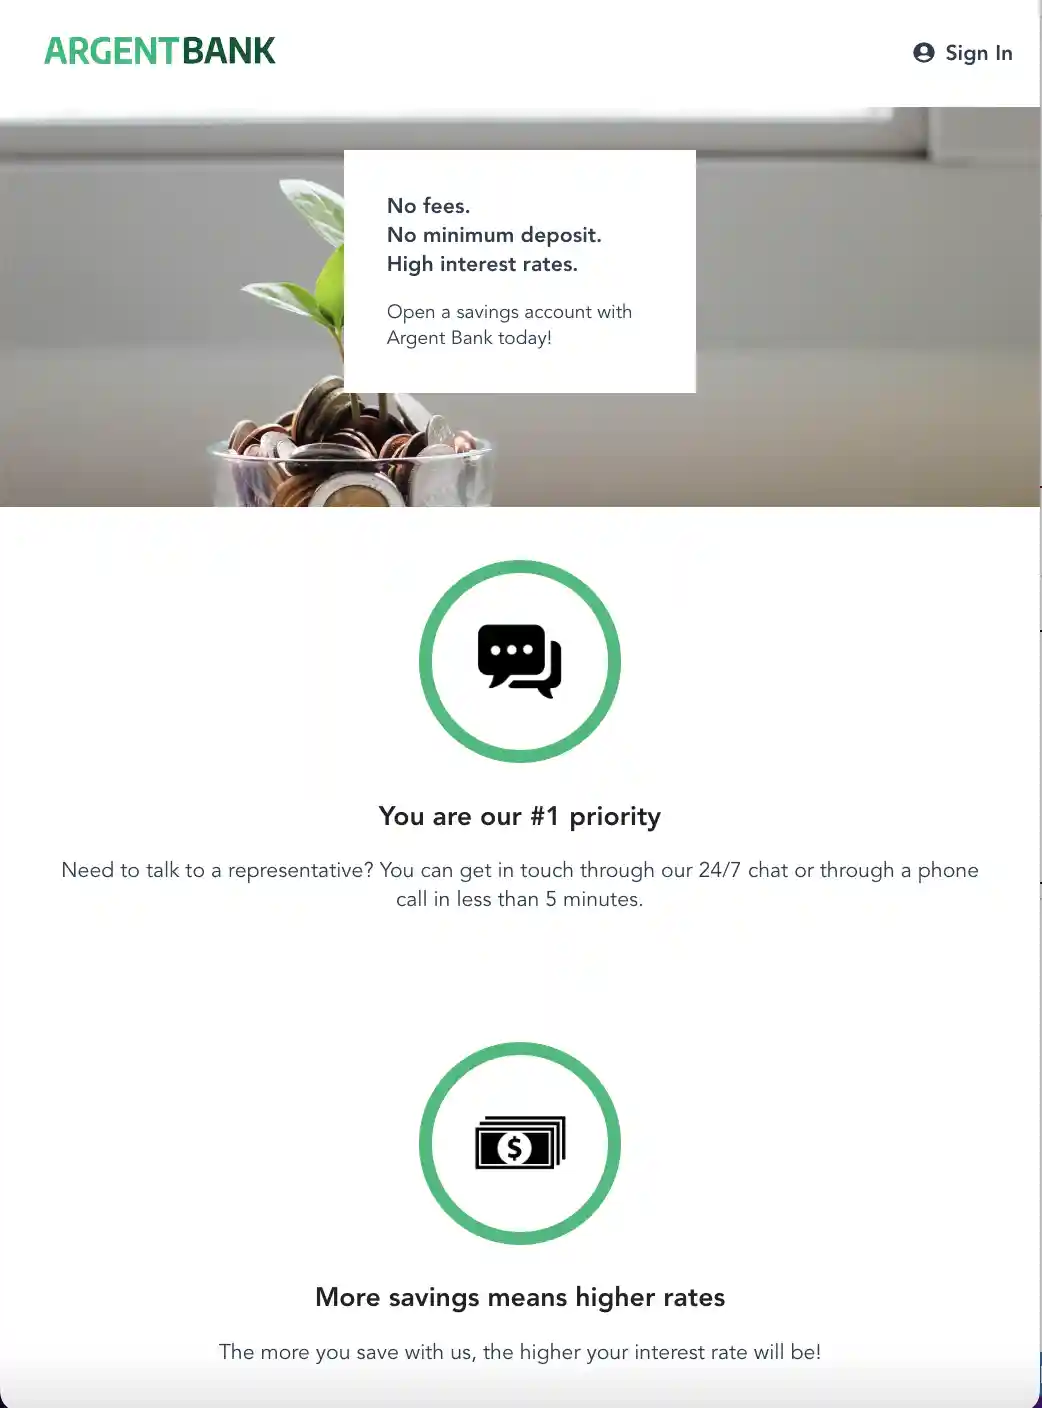 ARGENTBANK
Sign In
No fees.
No minimum deposit.
High interest rates.
Open a savings account with
Argent Bank today!
You are our #1 priority
Need to talk to a representative? You can get in touch through our 24/7 chat or through a phone
call in less than 5 minutes.
$
More savings means higher rates
The more you save with us, the higher your interest rate will be!